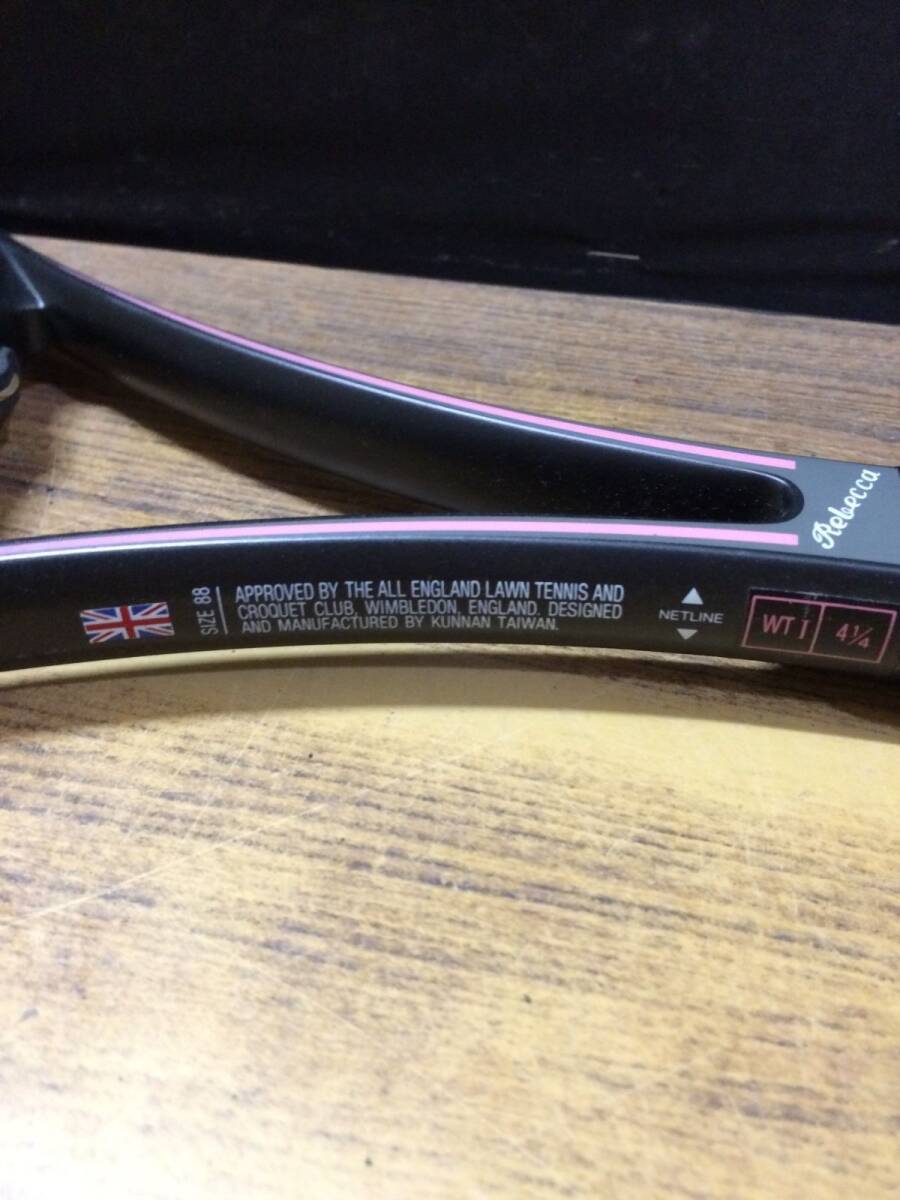 Rebecca
SIZE 88
APPROVED BY THE ALL ENGLAND LAWN TENNIS AND
CROQUET CLUB, WIMBLEDON, ENGLAND. DESIGNED
AND MANUFACTURED BY KUNNAN TAIWAN.
▲
NETLINE
▼
WT I 4¼